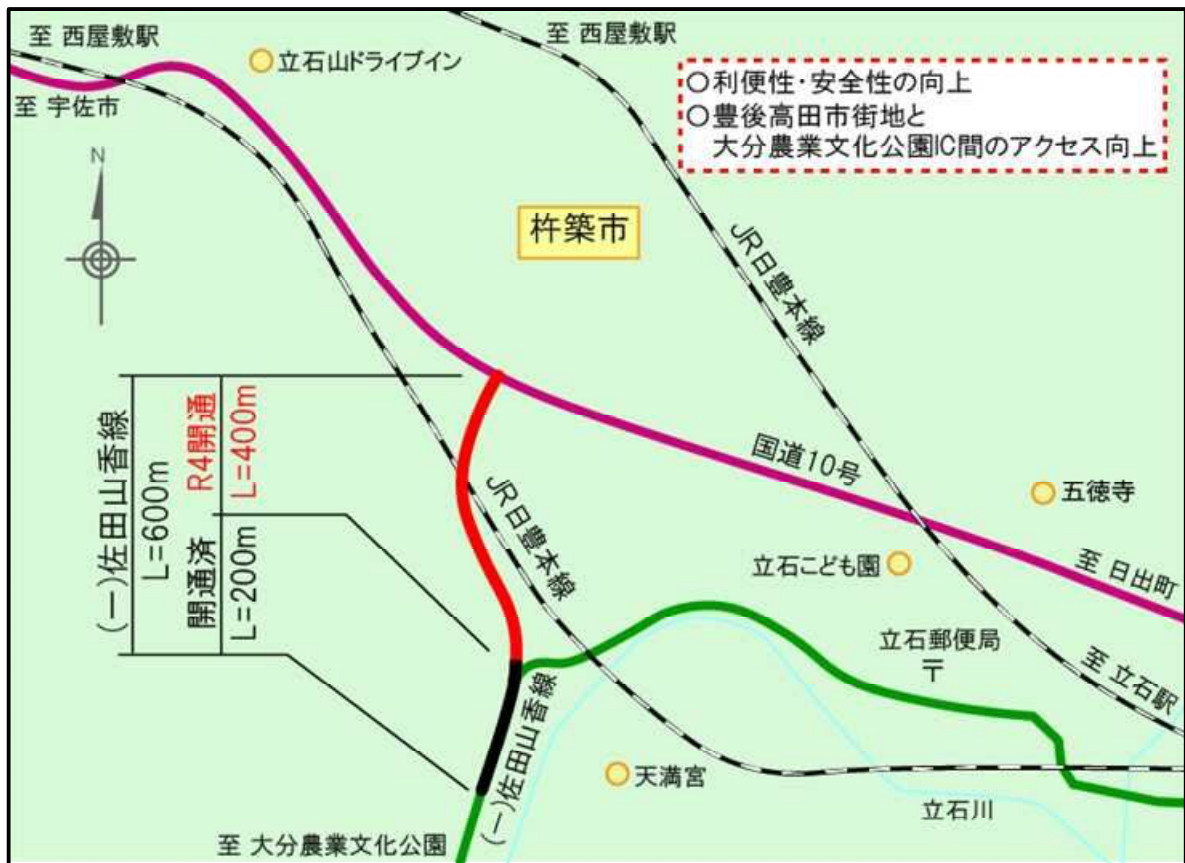 至 西屋敷駅
立石山ドライブイン
至 西屋敷駅
○利便性・安全性の向上
○豊後高田市街地と
大分農業文化公園IC間のアクセス向上
至 宇佐市
N
杵築市
JR日豊本線
(一)佐田山香線
L=600m
R4開通
L=400m
開通済
L=200m
JR日豊本線
国道10号
五徳寺
立石こども園
至 日出町
立石郵便局
〒
至 立石駅
(一)佐田山香線
天満宮
立石川
至 大分農業文化公園